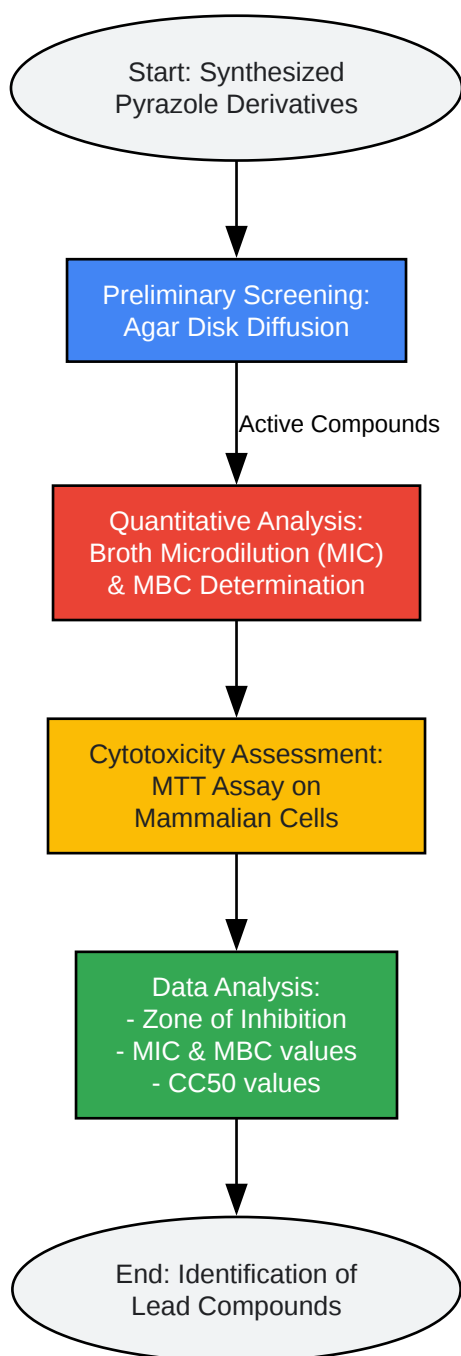 Start: Synthesized
Pyrazole Derivatives
Preliminary Screening:
Agar Disk Diffusion
Active Compounds
Quantitative Analysis:
Broth Microdilution (MIC)
& MBC Determination
Cytotoxicity Assessment:
MTT Assay on
Mammalian Cells
Data Analysis:
- Zone of Inhibition
- MIC & MBC values
- CC50 values
End: Identification of
Lead Compounds